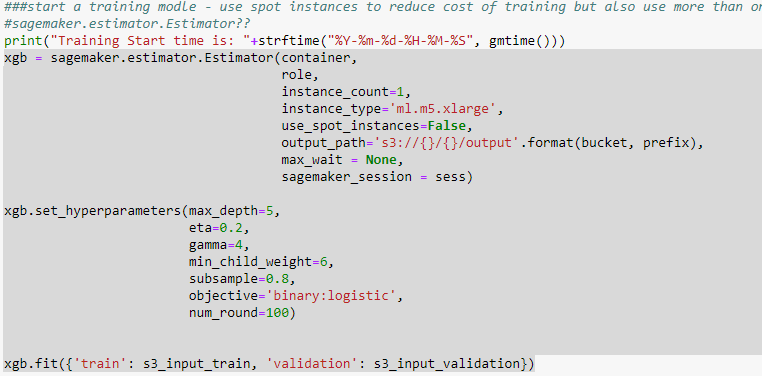 ###start a training modle - use spot instances to reduce cost of training but also use more than
#sagemaker.estimator.Estimator??
print("Training Start time is: "+strftime("%Y-%m-%d-%H-%M-%S", gmtime()))
xgb = sagemaker.estimator.Estimator(container,
role,
instance_count=1,
instance_type='ml.m5.xlarge',
use_spot_instances=False,
output_path='s3://{}/{}/output'.format(bucket, prefix),
max_wait = None,
sagemaker_session = sess)
xgb.set_hyperparameters(max_depth=5,
eta=0.2,
gamma=4,
min_child_weight=6,
subsample=0.8,
objective='binary:logistic',
num_round=100)
xgb.fit({'train': s3_input_train, 'validation': s3_input_validation})